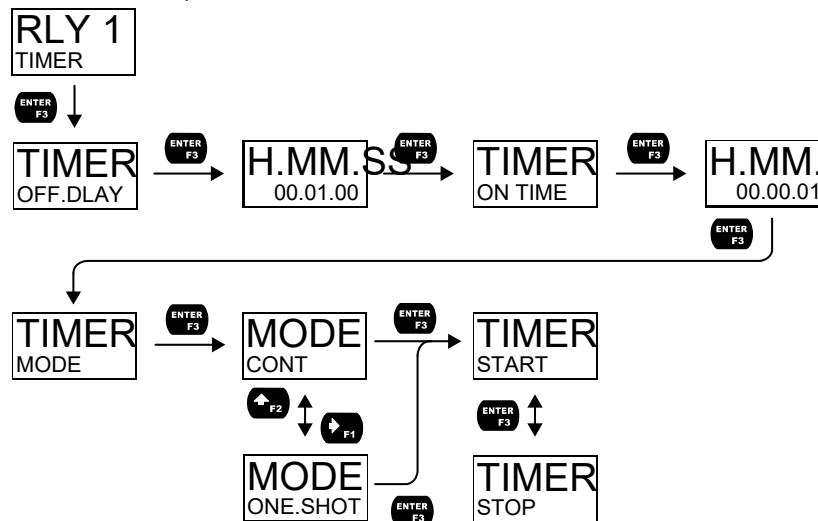 RLY 1
TIMER
ENTER
F3
TIMER
OFF.DLAY
ENTER
F3
H.MM.SS
00.01.00
ENTER
F3
TIMER
ON TIME
ENTER
F3
H.MM.
00.00.01
ENTER
F3
TIMER
MODE
ENTER
F3
MODE
CONT
ENTER
F3
TIMER
START
F2
F1
ENTER
F3
MODE
ONE.SHOT
ENTER
F3
TIMER
STOP